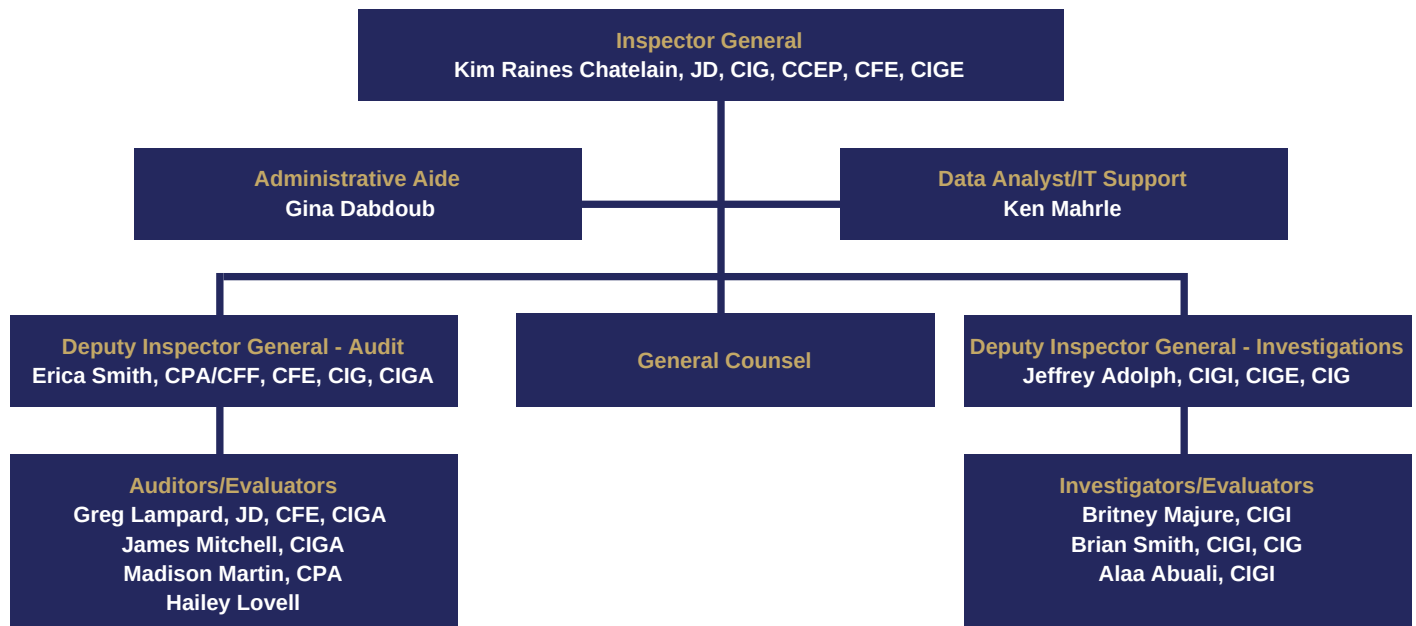 Inspector General
Kim Raines Chatelain, JD, CIG, CCEP, CFE, CIGE
Administrative Aide
Gina Dabdoub
Data Analyst/IT Support
Ken Mahrle
Deputy Inspector General - Audit
Erica Smith, CPA/CFF, CFE, CIG, CIGA
General Counsel
Deputy Inspector General - Investigations
Jeffrey Adolph, CIGI, CIGE, CIG
Auditors/Evaluators
Greg Lampard, JD, CFE, CIGA
James Mitchell, CIGA
Madison Martin, CPA
Hailey Lovell
Investigators/Evaluators
Britney Majure, CIGI
Brian Smith, CIGI, CIG
Alaa Abuali, CIGI